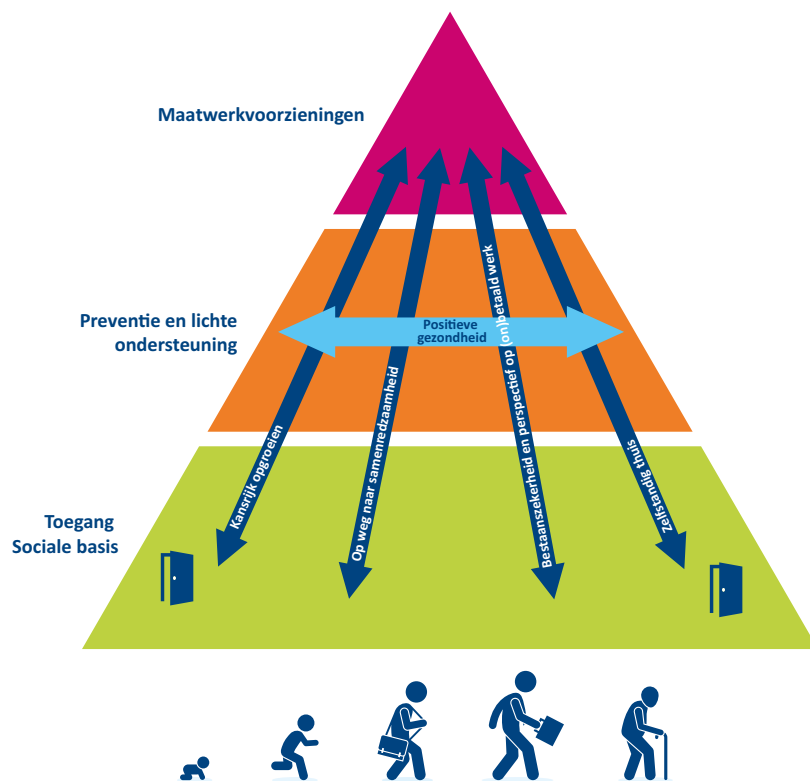 Maatwerkvoorzieningen
Preventie en lichte
ondersteuning
Positieve
gezondheid
Toegang
Sociale basis
Kansrijk opgroeien
Op weg naar samenredzaamheid
Bestaanszekerheid en perspectief op (on)betaald werk
Zelfstandig thuis